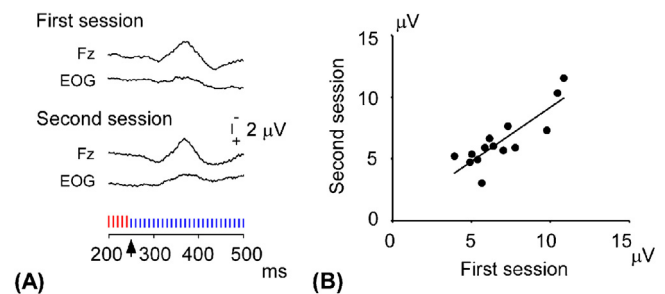 First session
Fz
EOG
Second session
- 2 μV
+
Fz
EOG
200 300 400 500
ms
(A)
μV
Second session
15
10
5
0
0 5 10 15
μV
First session
(B)